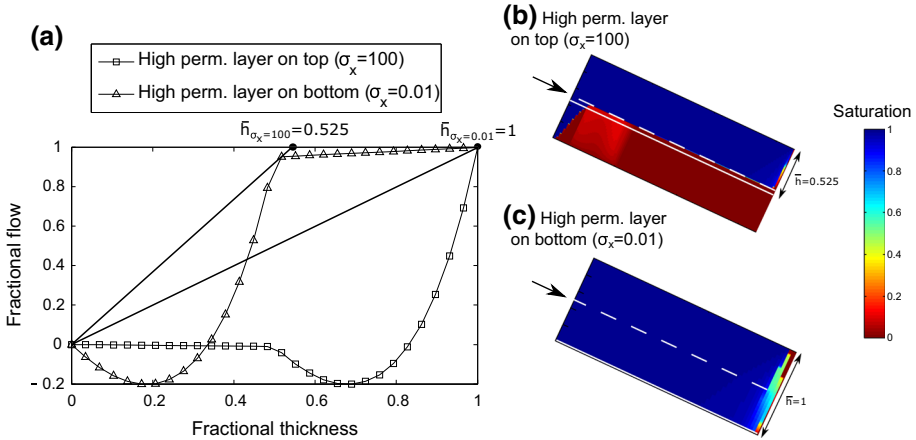 (a)
High perm. layer on top (σx=100)
High perm. layer on bottom (σx=0.01)
h̄σx=100=0.525
h̄σx=0.01=1
1
0.8
0.6
0.4
0.2
0
-0.2
Fractional flow
0
0.2
0.4
0.6
0.8
1
Fractional thickness
(b) High perm. layer
on top (σx=100)
h̄=0.525
(c) High perm. layer
on bottom (σx=0.01)
h̄=1
Saturation
1
0.8
0.6
0.4
0.2
0